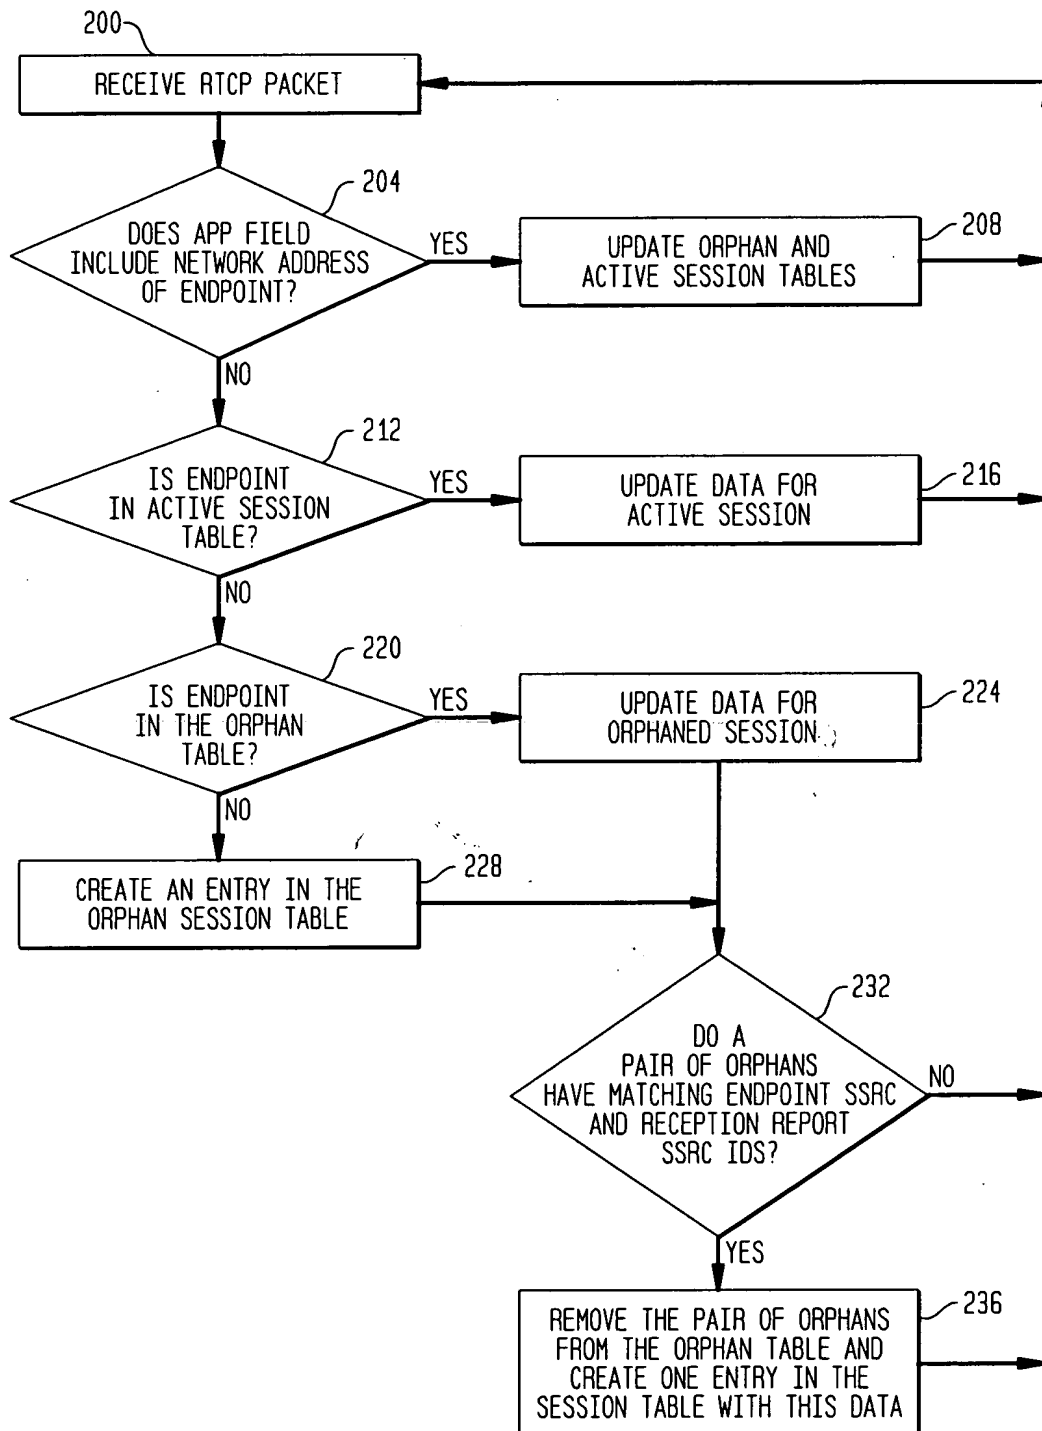 200
RECEIVE RTCP PACKET
204
DOES APP FIELD
INCLUDE NETWORK ADDRESS
OF ENDPOINT?
YES
208
UPDATE ORPHAN AND
ACTIVE SESSION TABLES
NO
212
IS ENDPOINT
IN ACTIVE SESSION
TABLE?
YES
216
UPDATE DATA FOR
ACTIVE SESSION
NO
220
IS ENDPOINT
IN THE ORPHAN
TABLE?
YES
224
UPDATE DATA FOR
ORPHANED SESSION
NO
228
CREATE AN ENTRY IN THE
ORPHAN SESSION TABLE
232
DO A
PAIR OF ORPHANS
HAVE MATCHING ENDPOINT SSRC
AND RECEPTION REPORT
SSRC IDS?
NO
YES
236
REMOVE THE PAIR OF ORPHANS
FROM THE ORPHAN TABLE AND
CREATE ONE ENTRY IN THE
SESSION TABLE WITH THIS DATA